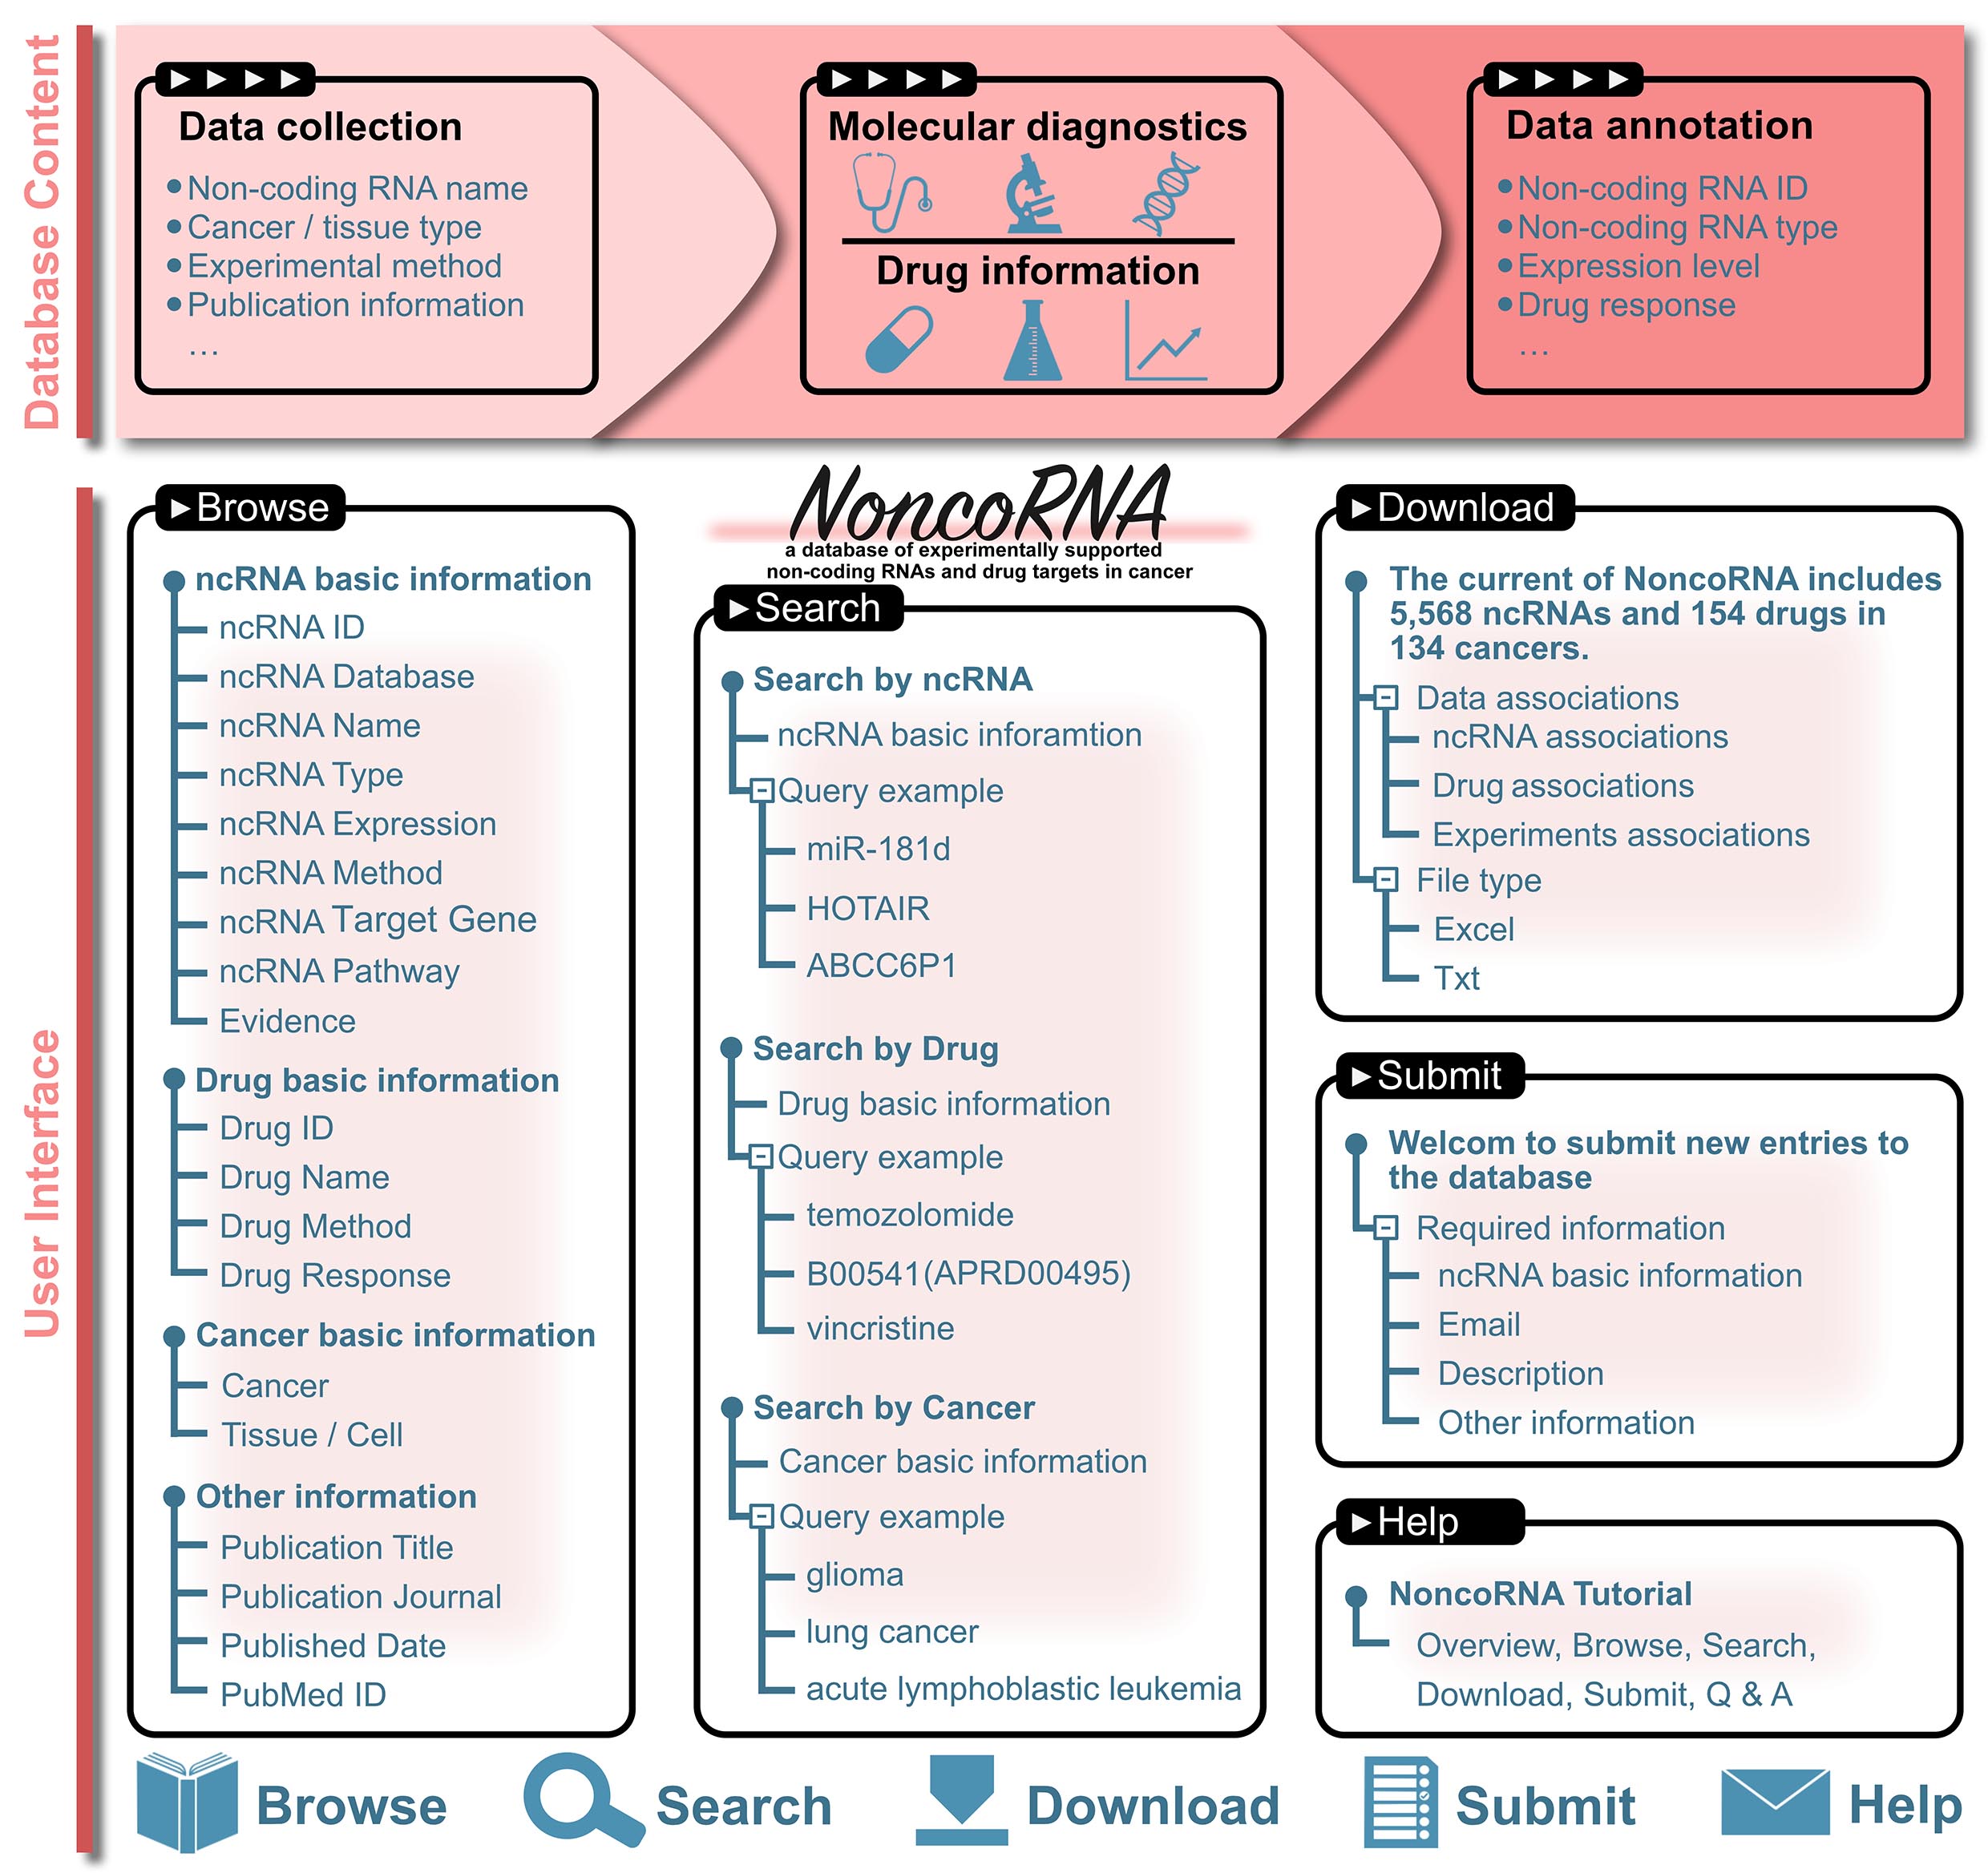 Database Content
Data collection
Non-coding RNA name
Cancer / tissue type
Experimental method
Publication information
...
Molecular diagnostics
Drug information
Data annotation
Non-coding RNA ID
Non-coding RNA type
Expression level
Drug response
...
User Interface
Browse
ncRNA basic information
ncRNA ID
ncRNA Database
ncRNA Name
ncRNA Type
ncRNA Expression
ncRNA Method
ncRNA Target Gene
ncRNA Pathway
Evidence
Drug basic information
Drug ID
Drug Name
Drug Method
Drug Response
Cancer basic information
Cancer
Tissue / Cell
Other information
Publication Title
Publication Journal
Published Date
PubMed ID
NoncoRNA
a database of experimentally supported
non-coding RNAs and drug targets in cancer
Search
Search by ncRNA
ncRNA basic inforamtion
Query example
miR-181d
HOTAIR
ABCC6P1
Search by Drug
Drug basic information
Query example
temozolomide
B00541(APRD00495)
vincristine
Search by Cancer
Cancer basic information
Query example
glioma
lung cancer
acute lymphoblastic leukemia
Download
The current of NoncoRNA includes
5,568 ncRNAs and 154 drugs in
134 cancers.
Data associations
ncRNA associations
Drug associations
Experiments associations
File type
Excel
Txt
Submit
Welcom to submit new entries to
the database
Required information
ncRNA basic information
Email
Description
Other information
Help
NoncoRNA Tutorial
Overview, Browse, Search,
Download, Submit, Q & A
Browse
Search
Download
Submit
Help